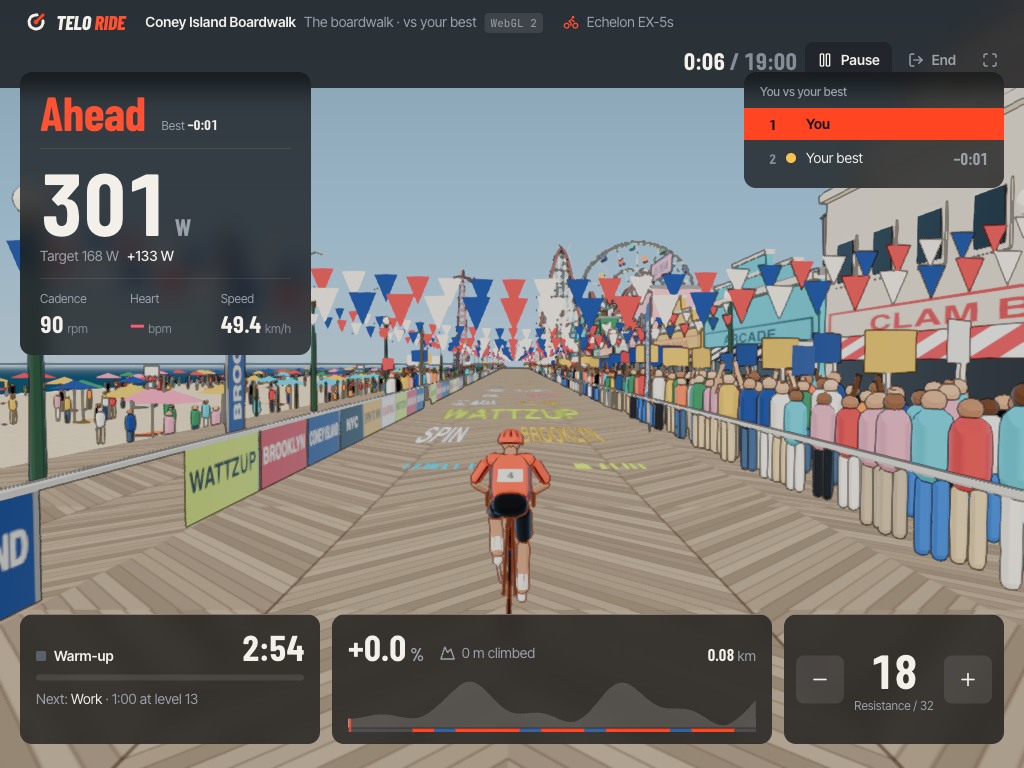 TELO RIDE Coney Island Boardwalk The boardwalk · vs your best WebGL 2 Echelon EX-5s
0:06 / 19:00 Pause End
Ahead Best −0:01
301 W
Target 168 W +133 W
Cadence Heart Speed
90 rpm — bpm 49.4 km/h
You vs your best
1 You
2 Your best −0:01
ARCADE
CLAM
WATTZUP
SPIN BROOKLYN
4
WATTZUP BROOKLYN CONEY ISLAND NYC
Warm-up 2:54
Next: Work · 1:00 at level 13
+0.0 % 0 m climbed 0.08 km
− 18 +
Resistance / 32